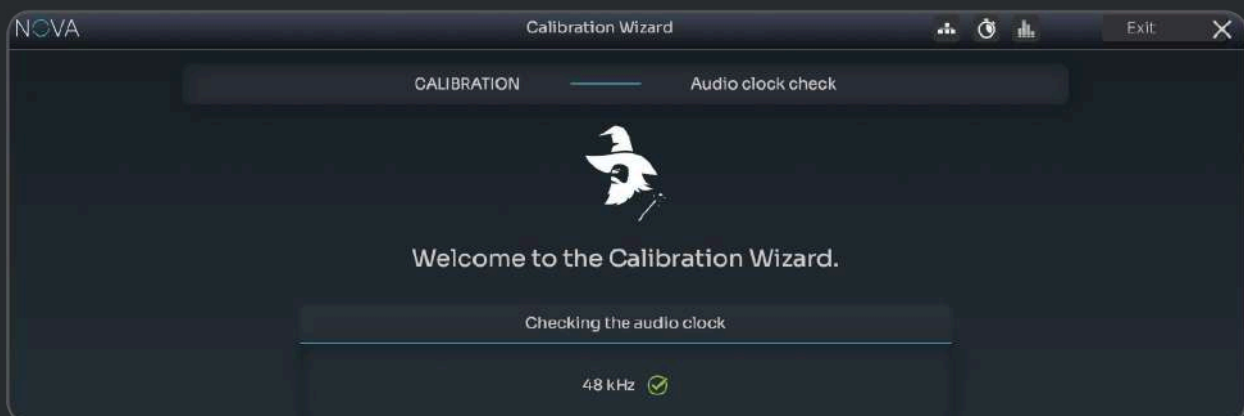 NOVA
Calibration Wizard
Exit
CALIBRATION
Audio clock check
Welcome to the Calibration Wizard.
Checking the audio clock
48 kHz